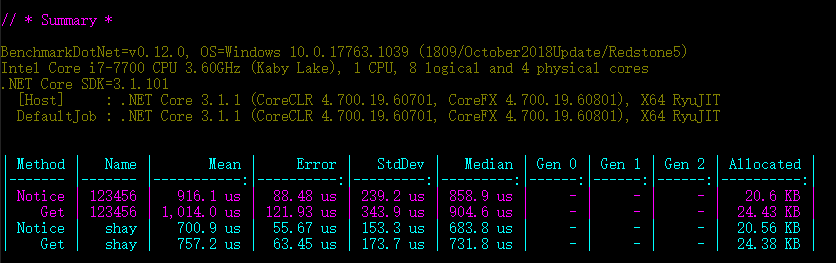 // * Summary *
BenchmarkDotNet=v0.12.0, OS=Windows 10.0.17763.1039 (1809/October2018Update/Redstone5)
Intel Core i7-7700 CPU 3.60GHz (Kaby Lake), 1 CPU, 8 logical and 4 physical cores
.NET Core SDK=3.1.101
[Host]     : .NET Core 3.1.1 (CoreCLR 4.700.19.60701, CoreFX 4.700.19.60801), X64 RyuJIT
DefaultJob : .NET Core 3.1.1 (CoreCLR 4.700.19.60701, CoreFX 4.700.19.60801), X64 RyuJIT
| Method | Name | Mean | Error | StdDev | Median | Gen 0 | Gen 1 | Gen 2 | Allocated |
|------- |------- |-----------:|----------:|---------:|---------:|------:|------:|------:|----------:|
| Notice | 123456 | 916.1 us | 83.48 us | 239.2 us | 853.9 us | - | - | - | 20.6 KB |
| Get | 123456 | 1,014.0 us | 121.93 us | 343.9 us | 904.6 us | - | - | - | 24.43 KB |
| Notice | shay | 700.9 us | 55.67 us | 153.3 us | 683.8 us | - | - | - | 20.56 KB |
| Get | shay | 757.2 us | 63.45 us | 173.7 us | 731.8 us | - | - | - | 24.38 KB |